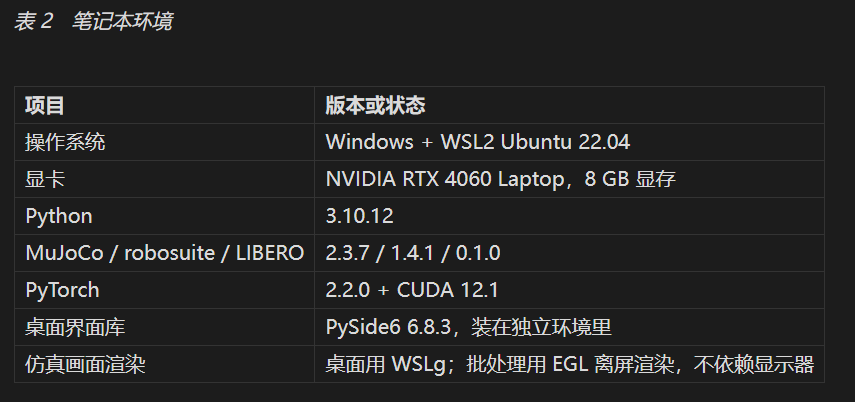 表 2 笔记本环境
项目 版本或状态
操作系统 Windows + WSL2 Ubuntu 22.04
显卡 NVIDIA RTX 4060 Laptop，8 GB 显存
Python 3.10.12
MuJoCo / robosuite / LIBERO 2.3.7 / 1.4.1 / 0.1.0
PyTorch 2.2.0 + CUDA 12.1
桌面界面库 PySide6 6.8.3，装在独立环境里
仿真画面渲染 桌面用 WSLg；批处理用 EGL 离屏渲染，不依赖显示器